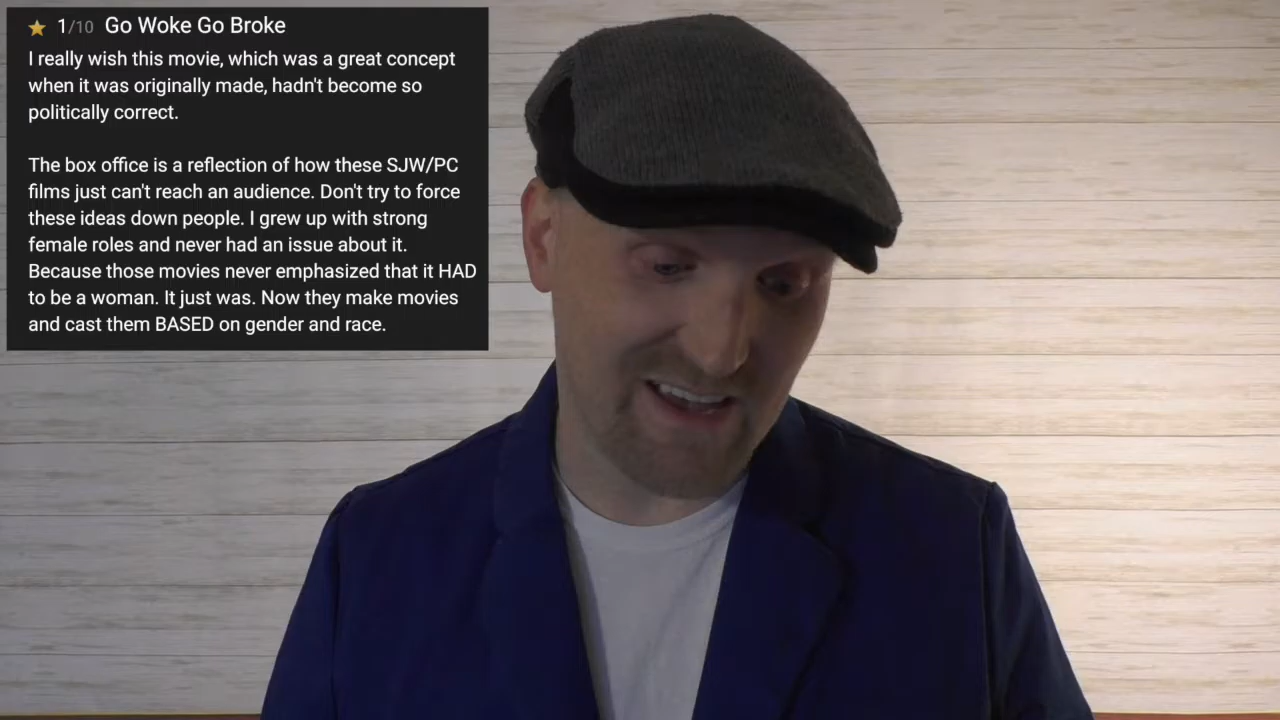 1/10 Go Woke Go Broke
I really wish this movie, which was a great concept
when it was originally made, hadn't become so
politically correct.
The box office is a reflection of how these SJW/PC
films just can't reach an audience. Don't try to force
these ideas down people. I grew up with strong
female roles and never had an issue about it.
Because those movies never emphasized that it HAD
to be a woman. It just was. Now they make movies
and cast them BASED on gender and race.